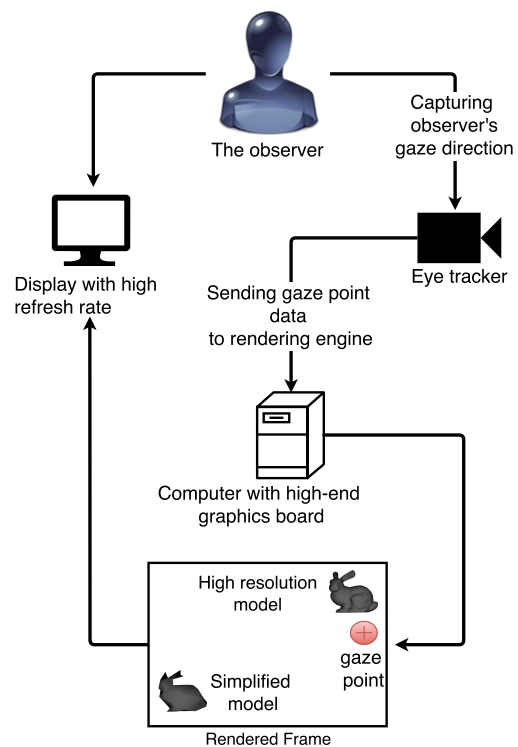 The observer
Capturing
observer's
gaze direction
Display with high
refresh rate
Eye tracker
Sending gaze point
data
to rendering engine
Computer with high-end
graphics board
High resolution
model
gaze
point
Simplified
model
Rendered Frame